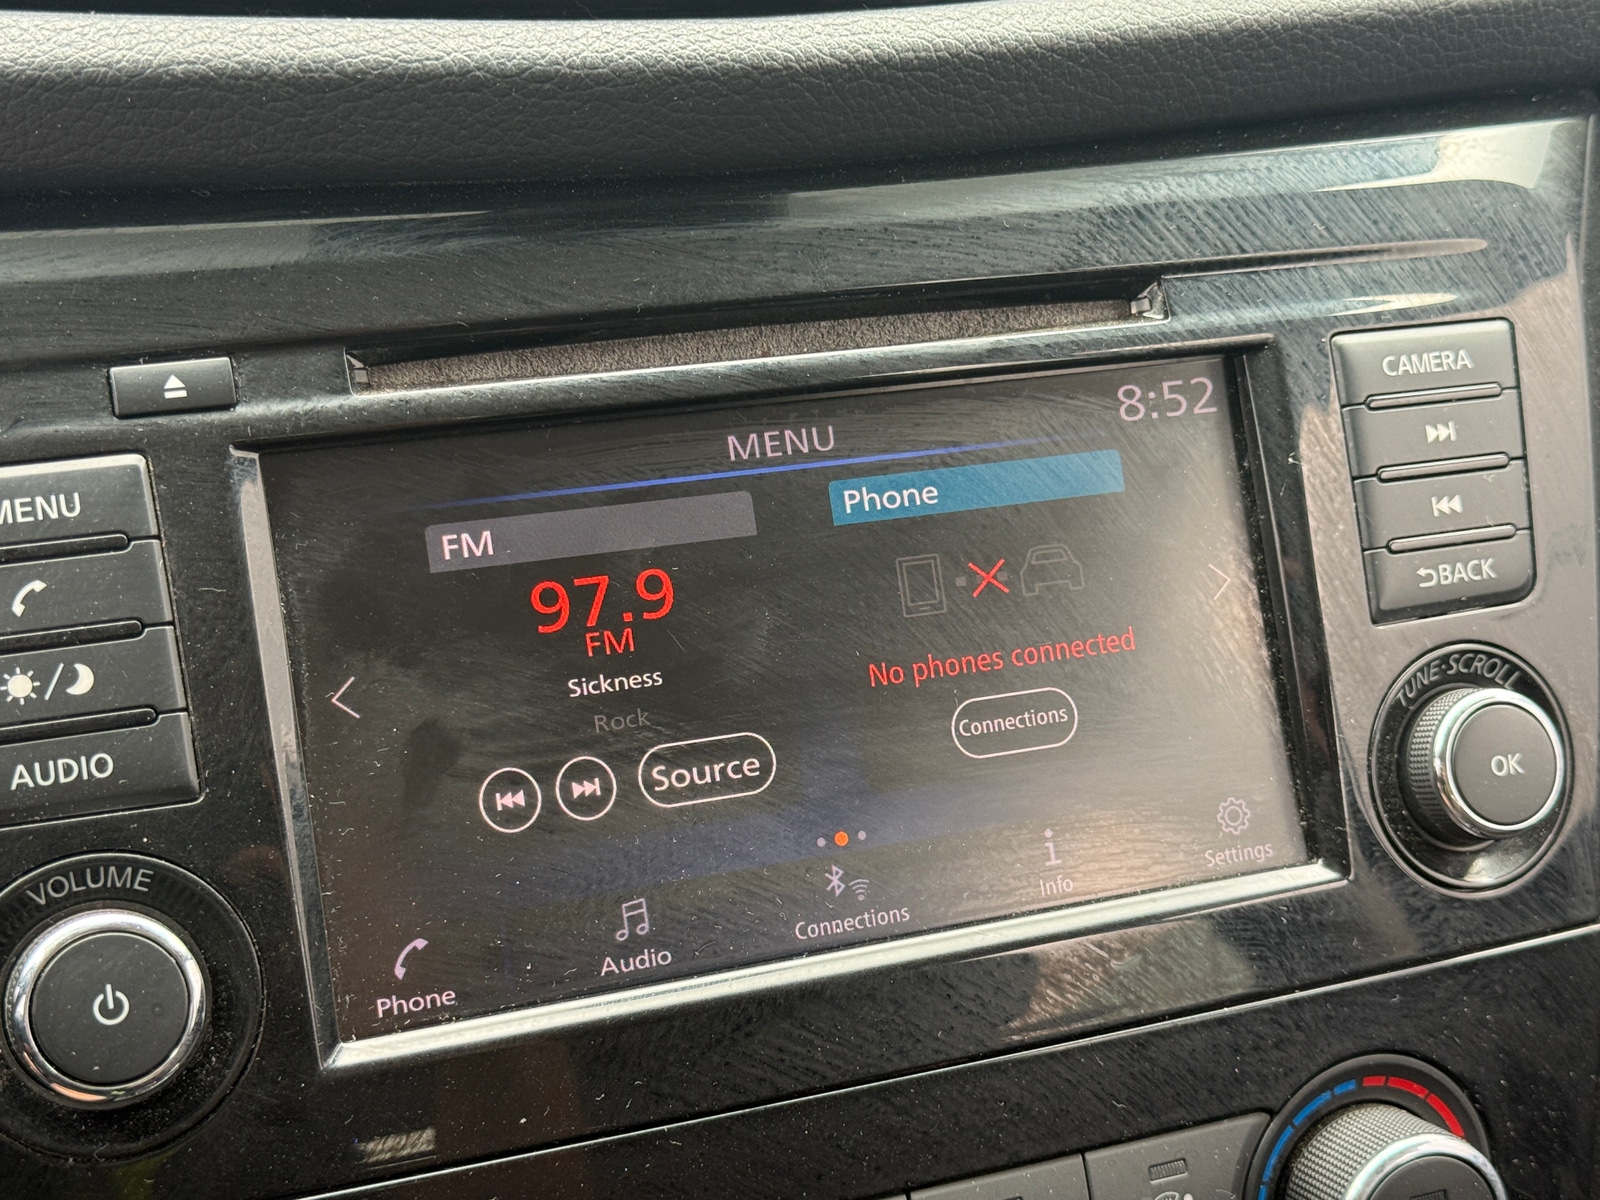 CAMERA
MENU
8:52
MENU
FM
Phone
97.9
FM
Sickness
Rock
No phones connected
Connections
Source
BACK
TUNE·SCROLL
OK
AUDIO
VOLUME
Phone
Audio
Connections
Info
Settings